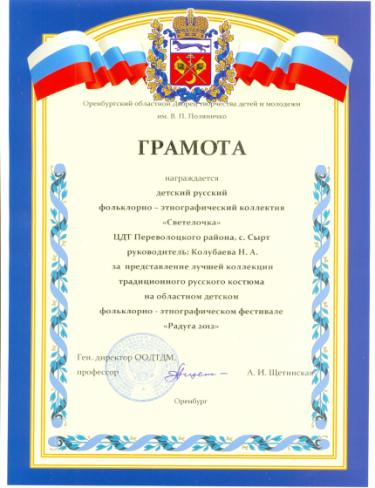 Оренбургский областной Дворец творчества детей и молодежи
им. В. П. Поляничко
ГРАМОТА
награждается
детский русский
фольклорно – этнографический коллектив
«Светелочка»
ЦДТ Переволоцкого района, с. Сырт
руководитель: Колубаева Н. А.
за представление лучшей коллекции
традиционного русского костюма
на областном детском
фольклорно - этнографическом фестивале
«Радуга 2012»
Ген. директор ООДТДМ,
профессор А. И. Щетинская
Оренбург